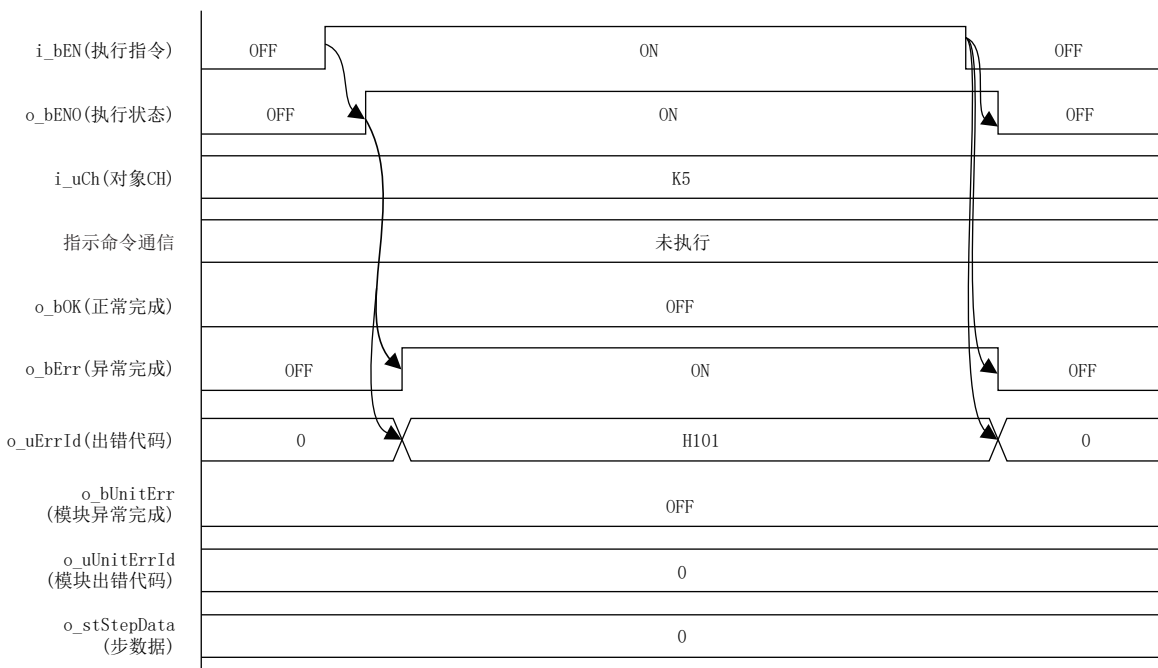 i_bEN(执行指令) OFF ON OFF
o_bENO(执行状态) OFF ON OFF
i_uCh(对象CH) K5
指示命令通信 未执行
o_bOK(正常完成) OFF
o_bErr(异常完成) OFF ON OFF
o_uErrId(出错代码) 0 H101 0
o_bUnitErr
(模块异常完成) OFF
o_uUnitErrId
(模块出错代码) 0
o_stStepData
(步数据) 0